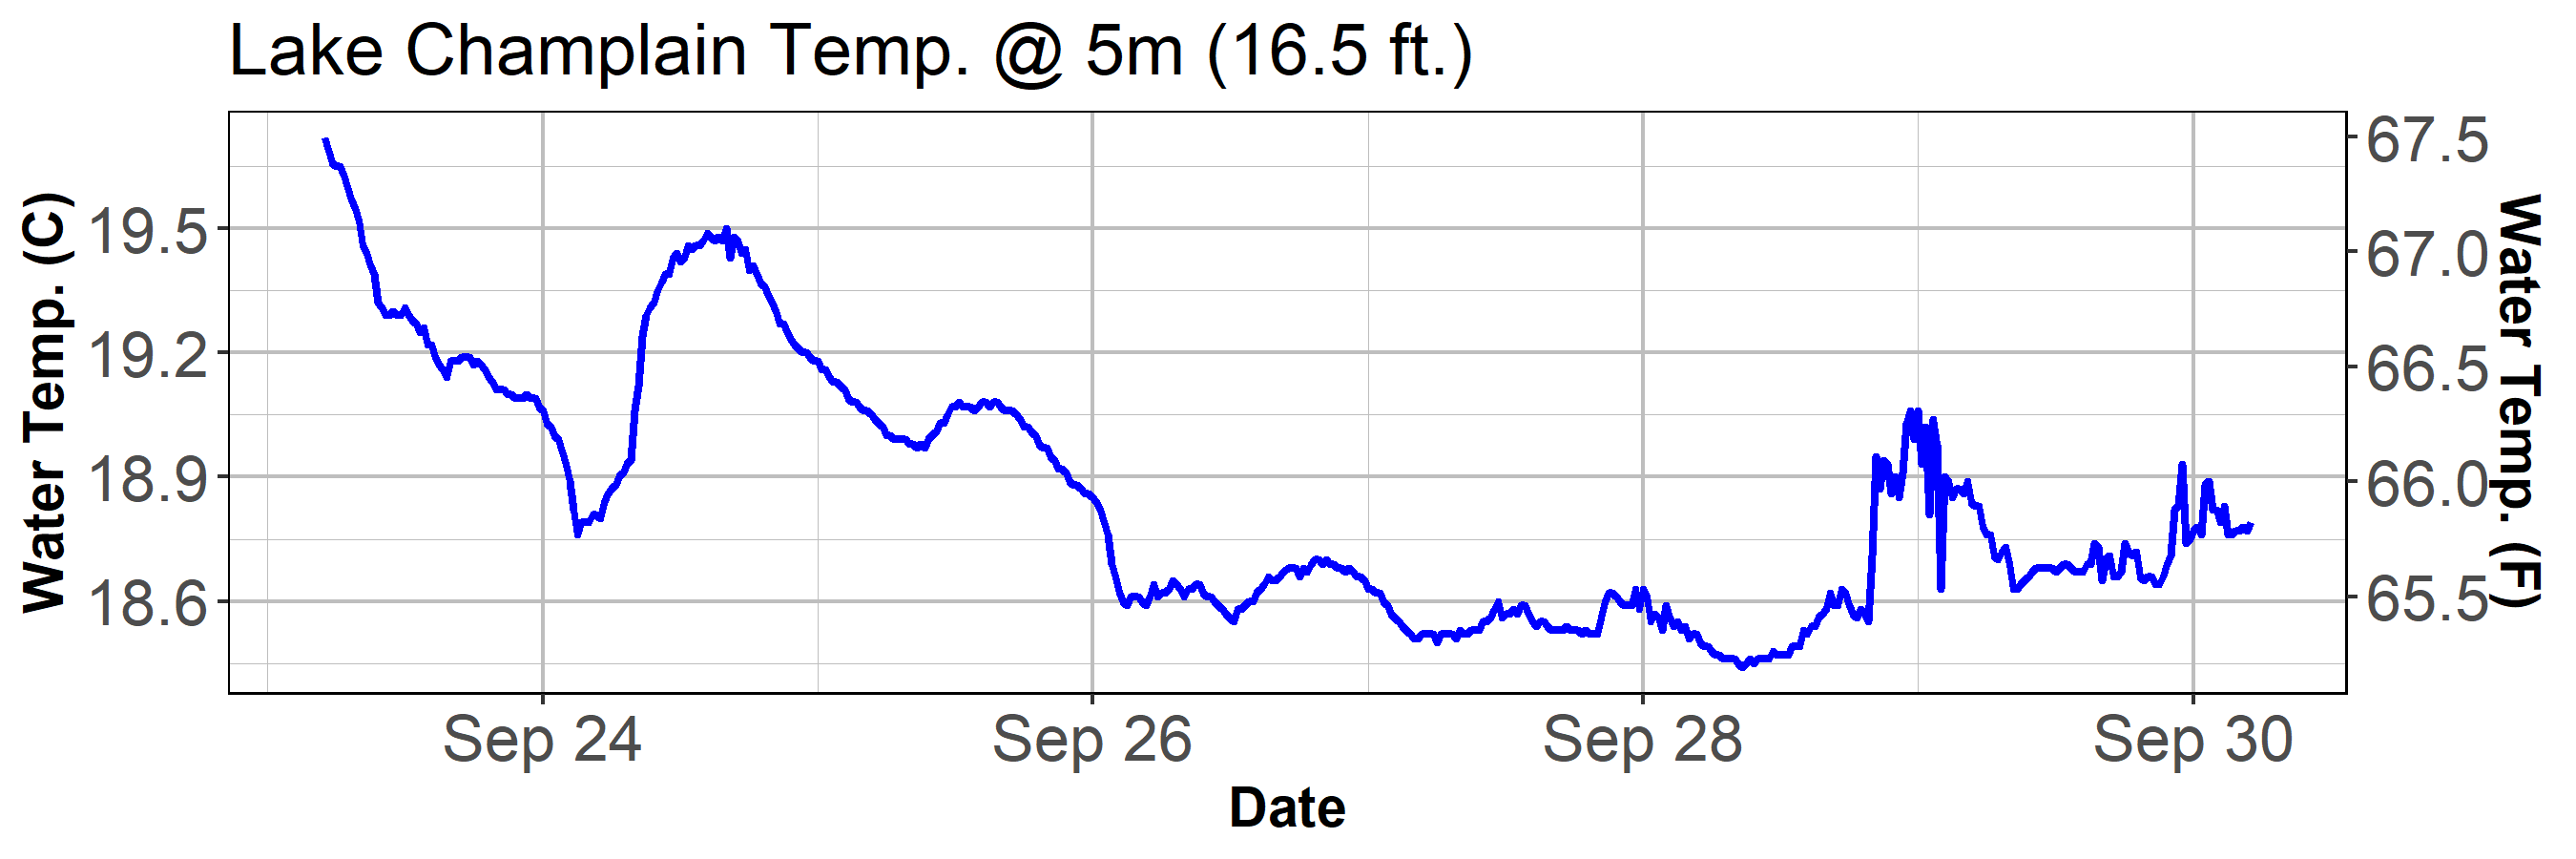 Lake Champlain Temp. @ 5m (16.5 ft.)
Water Temp. (C)
19.5
19.2
18.9
18.6
67.5
67.0
66.5
66.0
65.5
Water Temp. (F)
Sep 24
Sep 26
Sep 28
Sep 30
Date